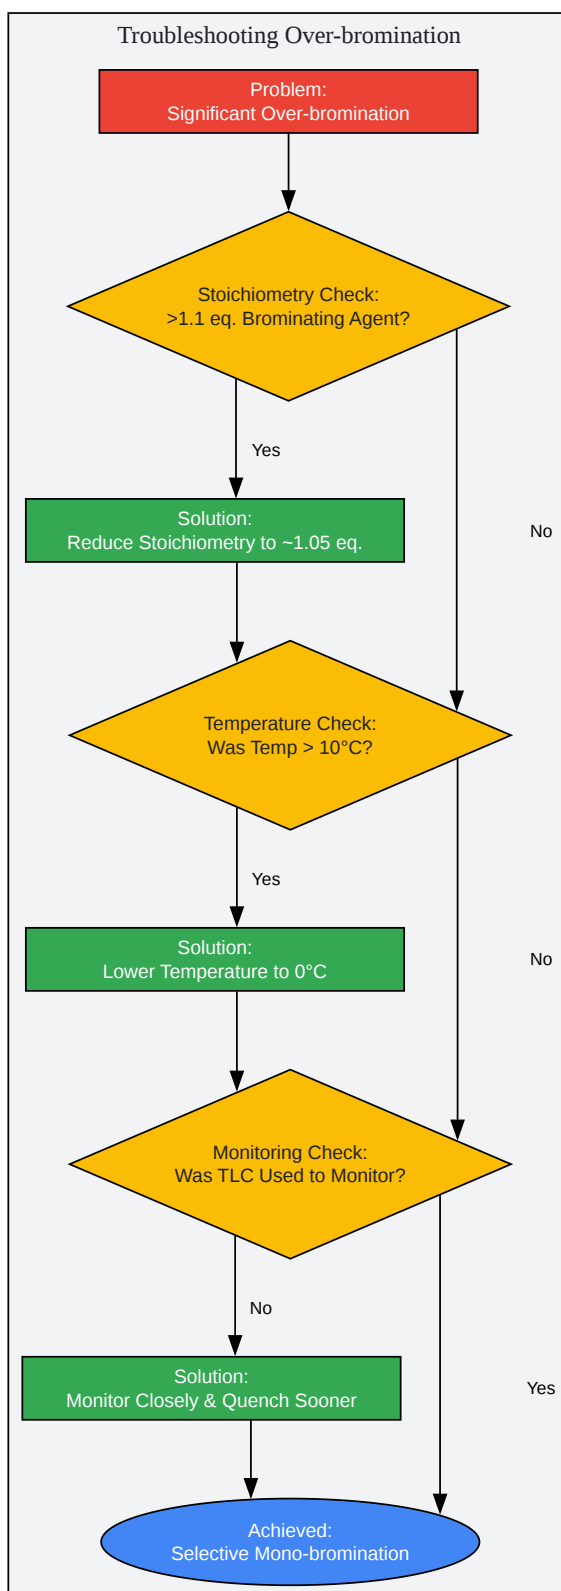 Troubleshooting Over-bromination
Problem:
Significant Over-bromination
Stoichiometry Check:
>1.1 eq. Brominating Agent?
Yes
Solution:
Reduce Stoichiometry to ~1.05 eq.
No
Temperature Check:
Was Temp > 10°C?
Yes
Solution:
Lower Temperature to 0°C
No
Monitoring Check:
Was TLC Used to Monitor?
No
Solution:
Monitor Closely & Quench Sooner
Yes
Achieved:
Selective Mono-bromination